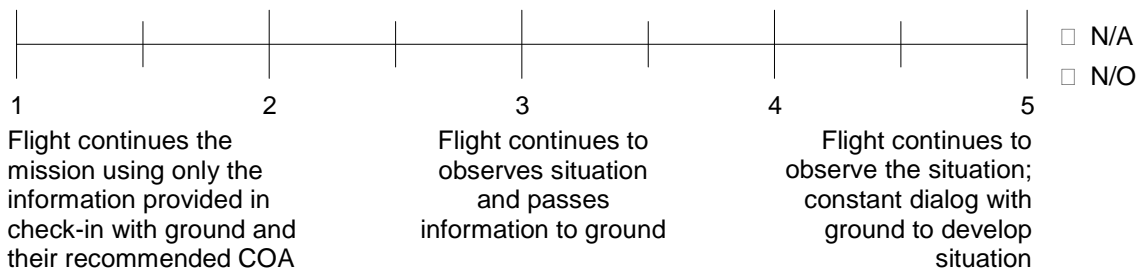 □ N/A
□ N/O
1 2 3 4 5
Flight continues the
mission using only the
information provided in
check-in with ground and
their recommended COA
Flight continues to
observes situation
and passes
information to ground
Flight continues to
observe the situation;
constant dialog with
ground to develop
situation